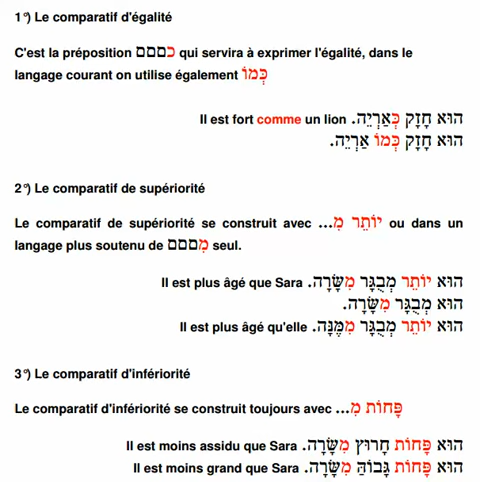 1°) Le comparatif d'égalité
C'est la préposition כםםם qui servira à exprimer l'égalité, dans le
langage courant on utilise également כְּמוֹ
Il est fort comme un lion .הוּא חָזָק כְּאַרְיֵה
.הוּא חָזָק כְּמוֹ אַרְיֵה
2°) Le comparatif de supériorité
Le comparatif de supériorité se construit avec ...יוֹתֵר מִ ou dans un
langage plus soutenu de מִםםם seul.
Il est plus âgé que Sara .הוּא יוֹתֵר מְבֻגָּר מִשָּׂרָה
.הוּא מְבֻגָּר מִשָּׂרָה
Il est plus âgé qu'elle .הוּא יוֹתֵר מְבֻגָּר מִמֶּנָּה
3°) Le comparatif d'infériorité
Le comparatif d'infériorité se construit toujours avec ...פָּחוֹת מִ
Il est moins assidu que Sara .הוּא פָּחוֹת חָרוּץ מִשָּׂרָה
Il est moins grand que Sara .הוּא פָּחוֹת גָּבוֹהַּ מִשָּׂרָה